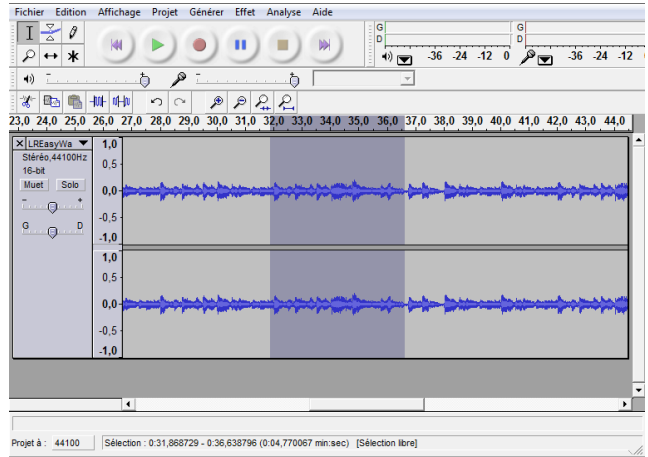 Fichier Edition Affichage Projet Générer Effet Analyse Aide
G
D
-36 -24 -12 0
G
D
-36 -24 -12
23,0 24,0 25,0 26,0 27,0 28,0 29,0 30,0 31,0 32,0 33,0 34,0 35,0 36,0 37,0 38,0 39,0 40,0 41,0 42,0 43,0 44,0
LREasyWa
Stéréo,44100Hz
16-bit
Muet Solo
- +
G D
1,0
0,5-
0,0-
-0,5-
-1,0
1,0
0,5-
0,0-
-0,5-
-1,0
Projet à : 44100 Sélection : 0:31,868729 - 0:36,638796 (0:04,770067 min:sec) [Sélection libre]